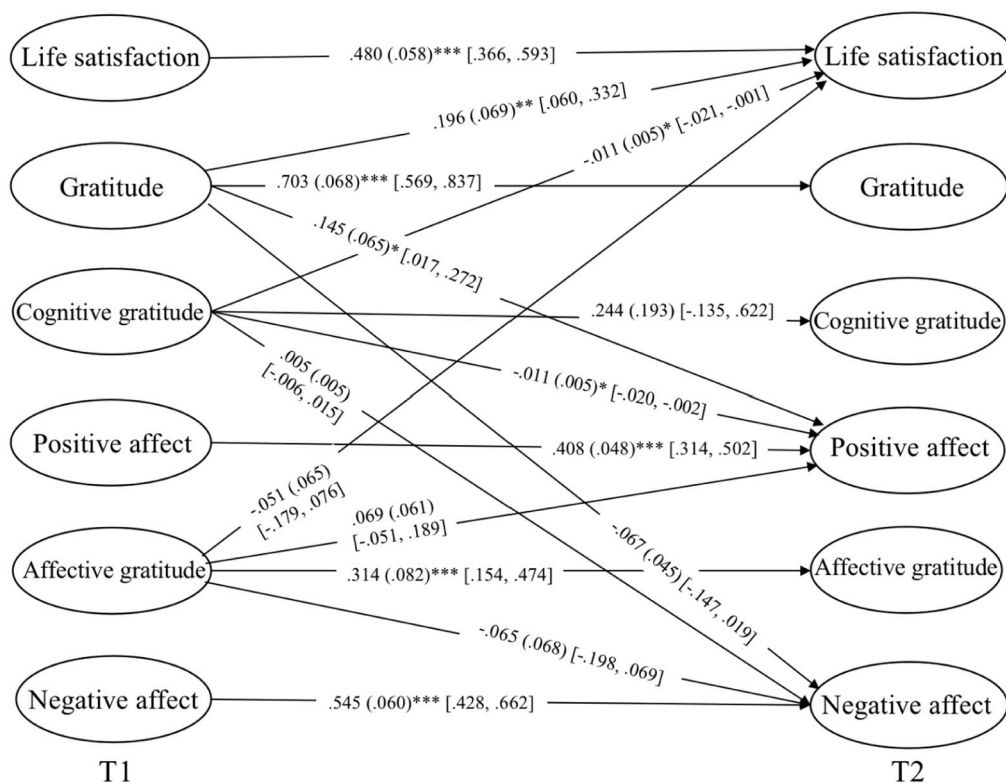 Life satisfaction
.480 (.058)*** [.366, .593]
Life satisfaction
.196 (.069)** [.060, .332]
-.011 (.005)* [-.021, -.001]
Gratitude
.703 (.068)*** [.569, .837]
Gratitude
.145 (.065)* [.017, .272]
Cognitive gratitude
.244 (.193) [-.135, .622]
Cognitive gratitude
.005 (.005)
[-.006, .015]
-.011 (.005)* [-.020, -.002]
Positive affect
.408 (.048)*** [.314, .502]
Positive affect
-.051 (.065)
[-.179, .076]
.069 (.061)
[-.051, .189]
-.067 (.045) [-.147, .019]
Affective gratitude
.314 (.082)*** [.154, .474]
Affective gratitude
-.065 (.068) [-.198, .069]
Negative affect
.545 (.060)*** [.428, .662]
Negative affect
T1
T2